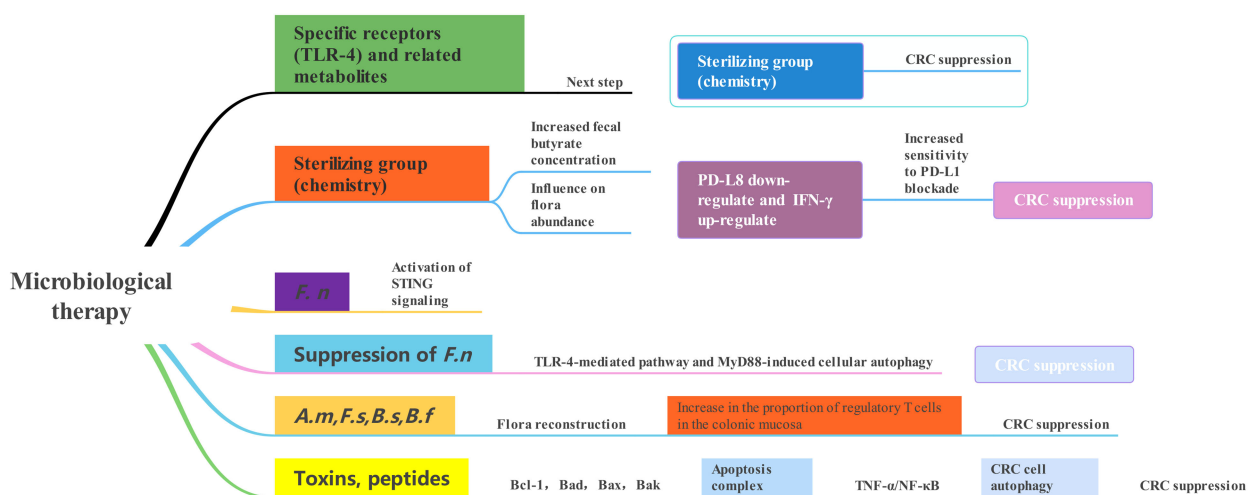 Microbiological
therapy
Specific receptors
(TLR-4) and related
metabolites
Next step
Sterilizing group
(chemistry)
CRC suppression
Sterilizing group
(chemistry)
Increased fecal
butyrate
concentration
Influence on
flora
abundance
PD-L8 down-
regulate and IFN-γ
up-regulate
Increased
sensitivity
to PD-L1
blockade
CRC suppression
F. n
Activation of
STING
signaling
Suppression of F.n
TLR-4-mediated pathway and MyD88-induced cellular autophagy
CRC suppression
A.m,F.s,B.s,B.f
Flora reconstruction
Increase in the proportion of regulatory T cells
in the colonic mucosa
CRC suppression
Toxins, peptides
Bcl-1, Bad, Bax, Bak
Apoptosis
complex
TNF-α/NF-κB
CRC cell
autophagy
CRC suppression